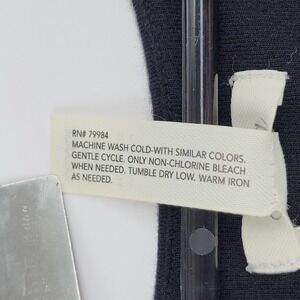 RN# 79984
MACHINE WASH COLD-WITH SIMILAR COLORS.
GENTLE CYCLE. ONLY NON-CHLORINE BLEACH
WHEN NEEDED. TUMBLE DRY LOW. WARM IRON
AS NEEDED.